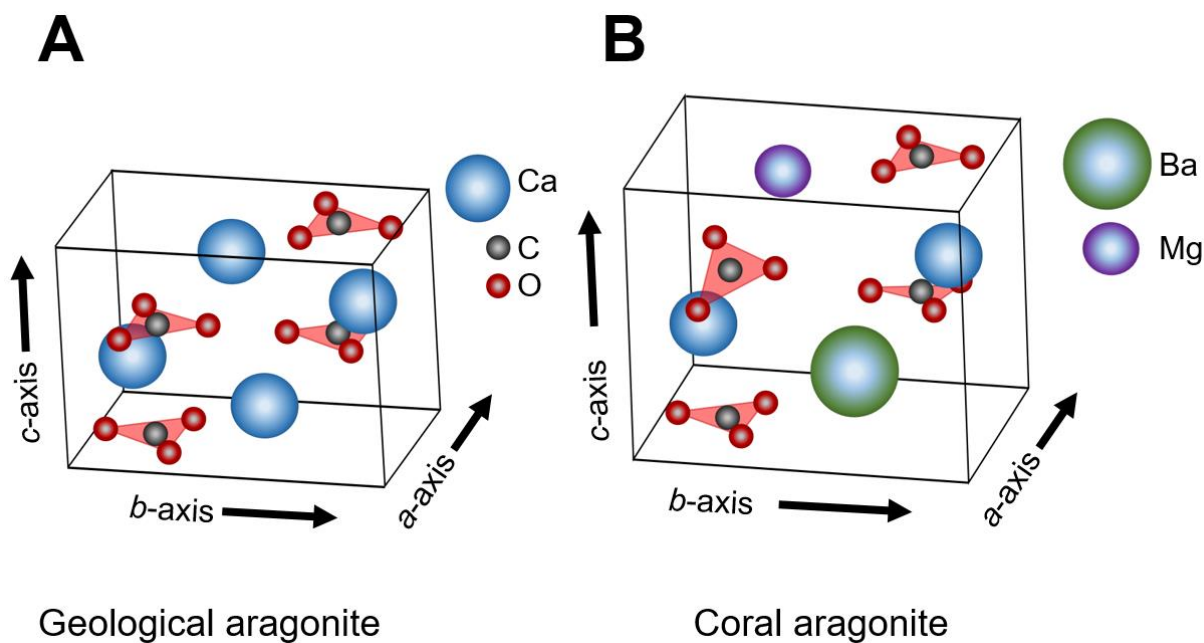 A
B
Ca
C
O
Ba
Mg
c-axis
b-axis
a-axis
c-axis
b-axis
a-axis
Geological aragonite
Coral aragonite